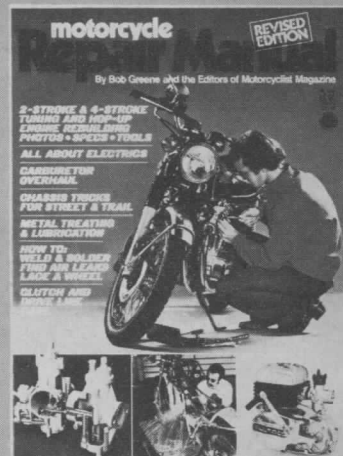 motorcycle
REVISED
EDITION
Repair Manual
By Bob Greene and the Editors of Motorcyclist Magazine
2-STROKE & 4-STROKE
TUNING AND HOP-UP
ENGINE REBUILDING
PHOTOS • SPECS • TOOLS
ALL ABOUT ELECTRICS
CARBURETOR
OVERHAUL
CHASSIS TRICKS
FOR STREET & TRAIL
METAL TREATING
& LUBRICATION
HOW TO:
WELD & SOLDER
FIND AIR LEAKS
LACE A WHEEL
CLUTCH AND
DRIVE LINE